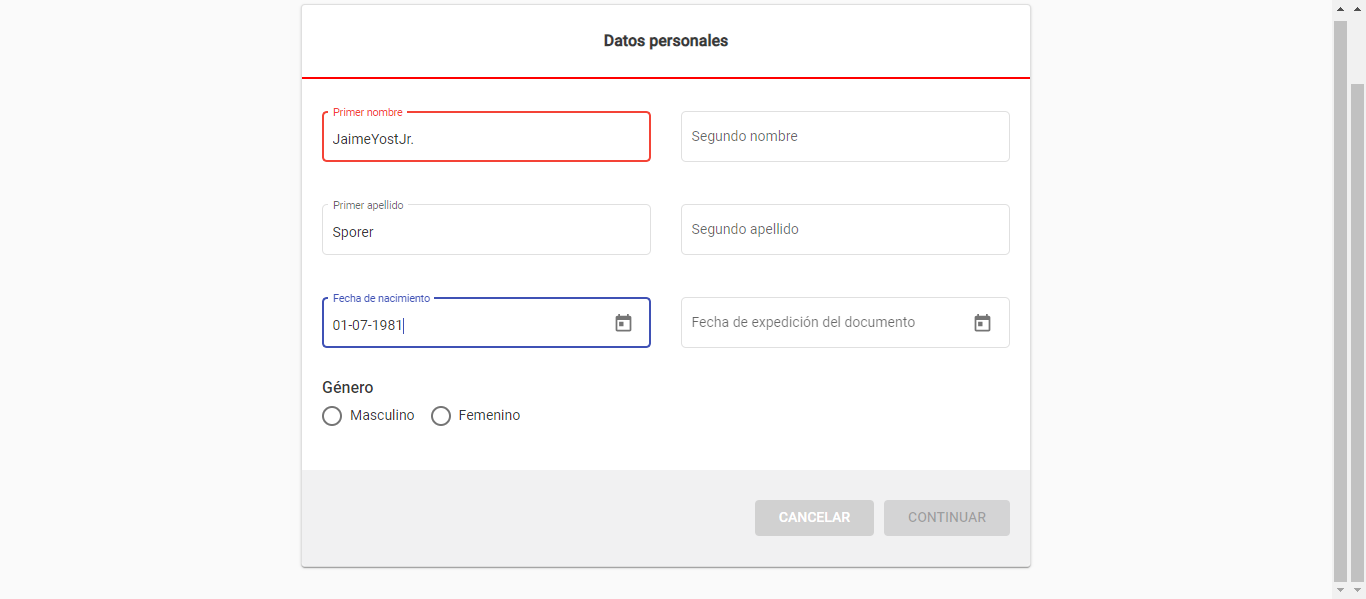 Datos personales
Primer nombre
JaimeYostJr.
Segundo nombre
Primer apellido
Sporer
Segundo apellido
Fecha de nacimiento
01-07-1981
Fecha de expedición del documento
Género
Masculino
Femenino
CANCELAR
CONTINUAR